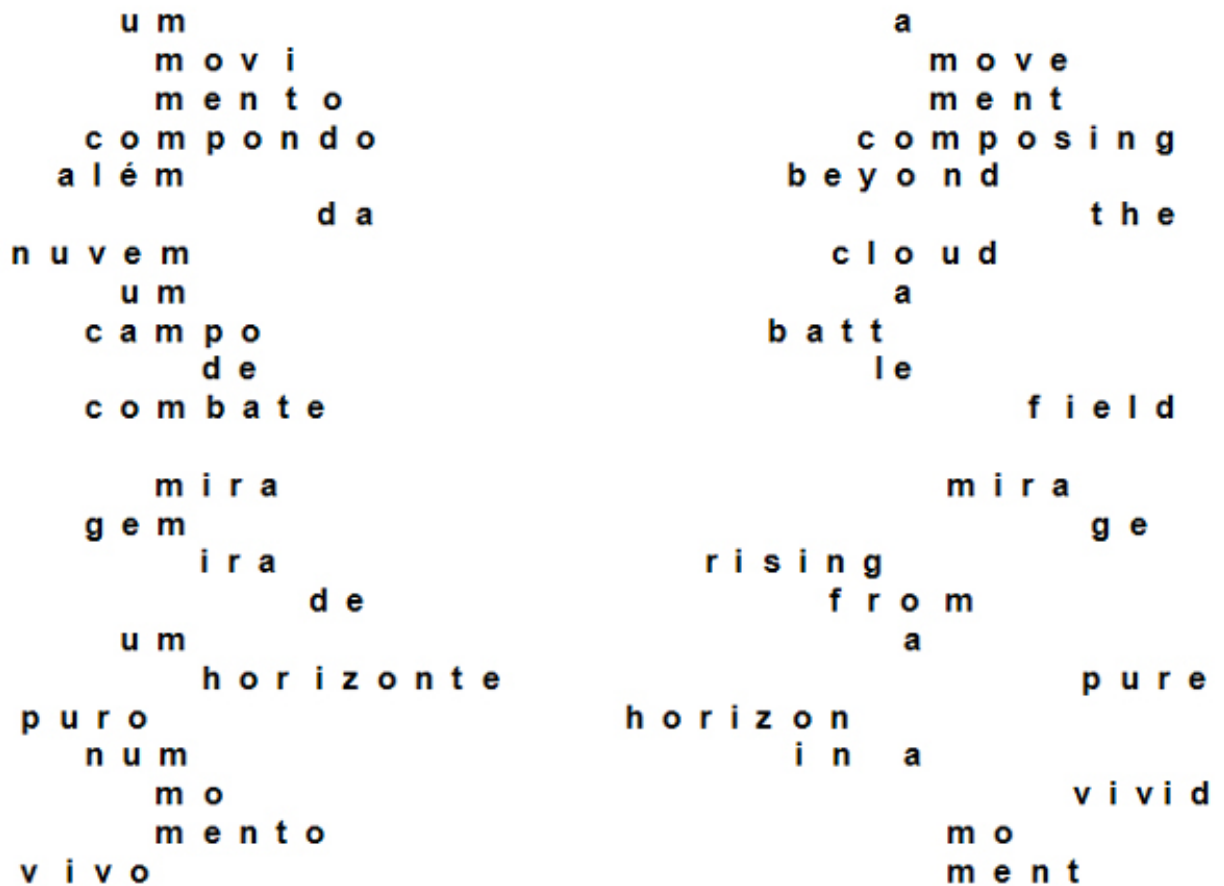 um
movi
mento
compondo
além
da
nuvem
um
campo
de
combate
mira
gem
ira
de
um
horizonte
puro
num
mo
mento
vivo
a
move
ment
composing
beyond
the
cloud
a
batt
le
field
mira
ge
rising
from
a
pure
horizon
in a
vivid
mo
ment